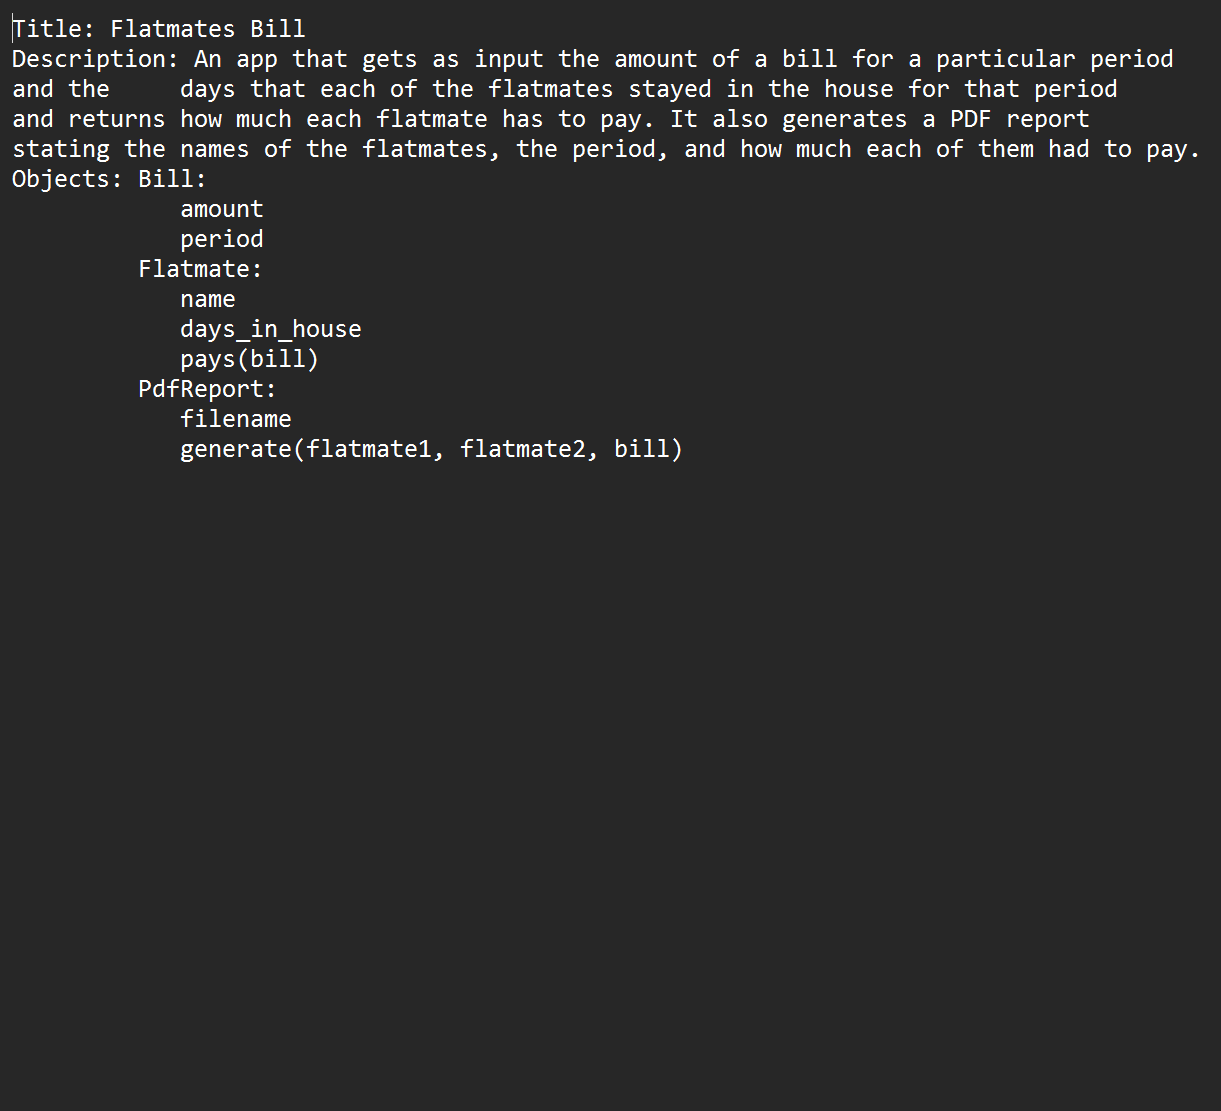 Title: Flatmates Bill
Description: An app that gets as input the amount of a bill for a particular period
and the     days that each of the flatmates stayed in the house for that period
and returns how much each flatmate has to pay. It also generates a PDF report
stating the names of the flatmates, the period, and how much each of them had to pay.
Objects: Bill:
            amount
            period
         Flatmate:
            name
            days_in_house
            pays(bill)
         PdfReport:
            filename
            generate(flatmate1, flatmate2, bill)